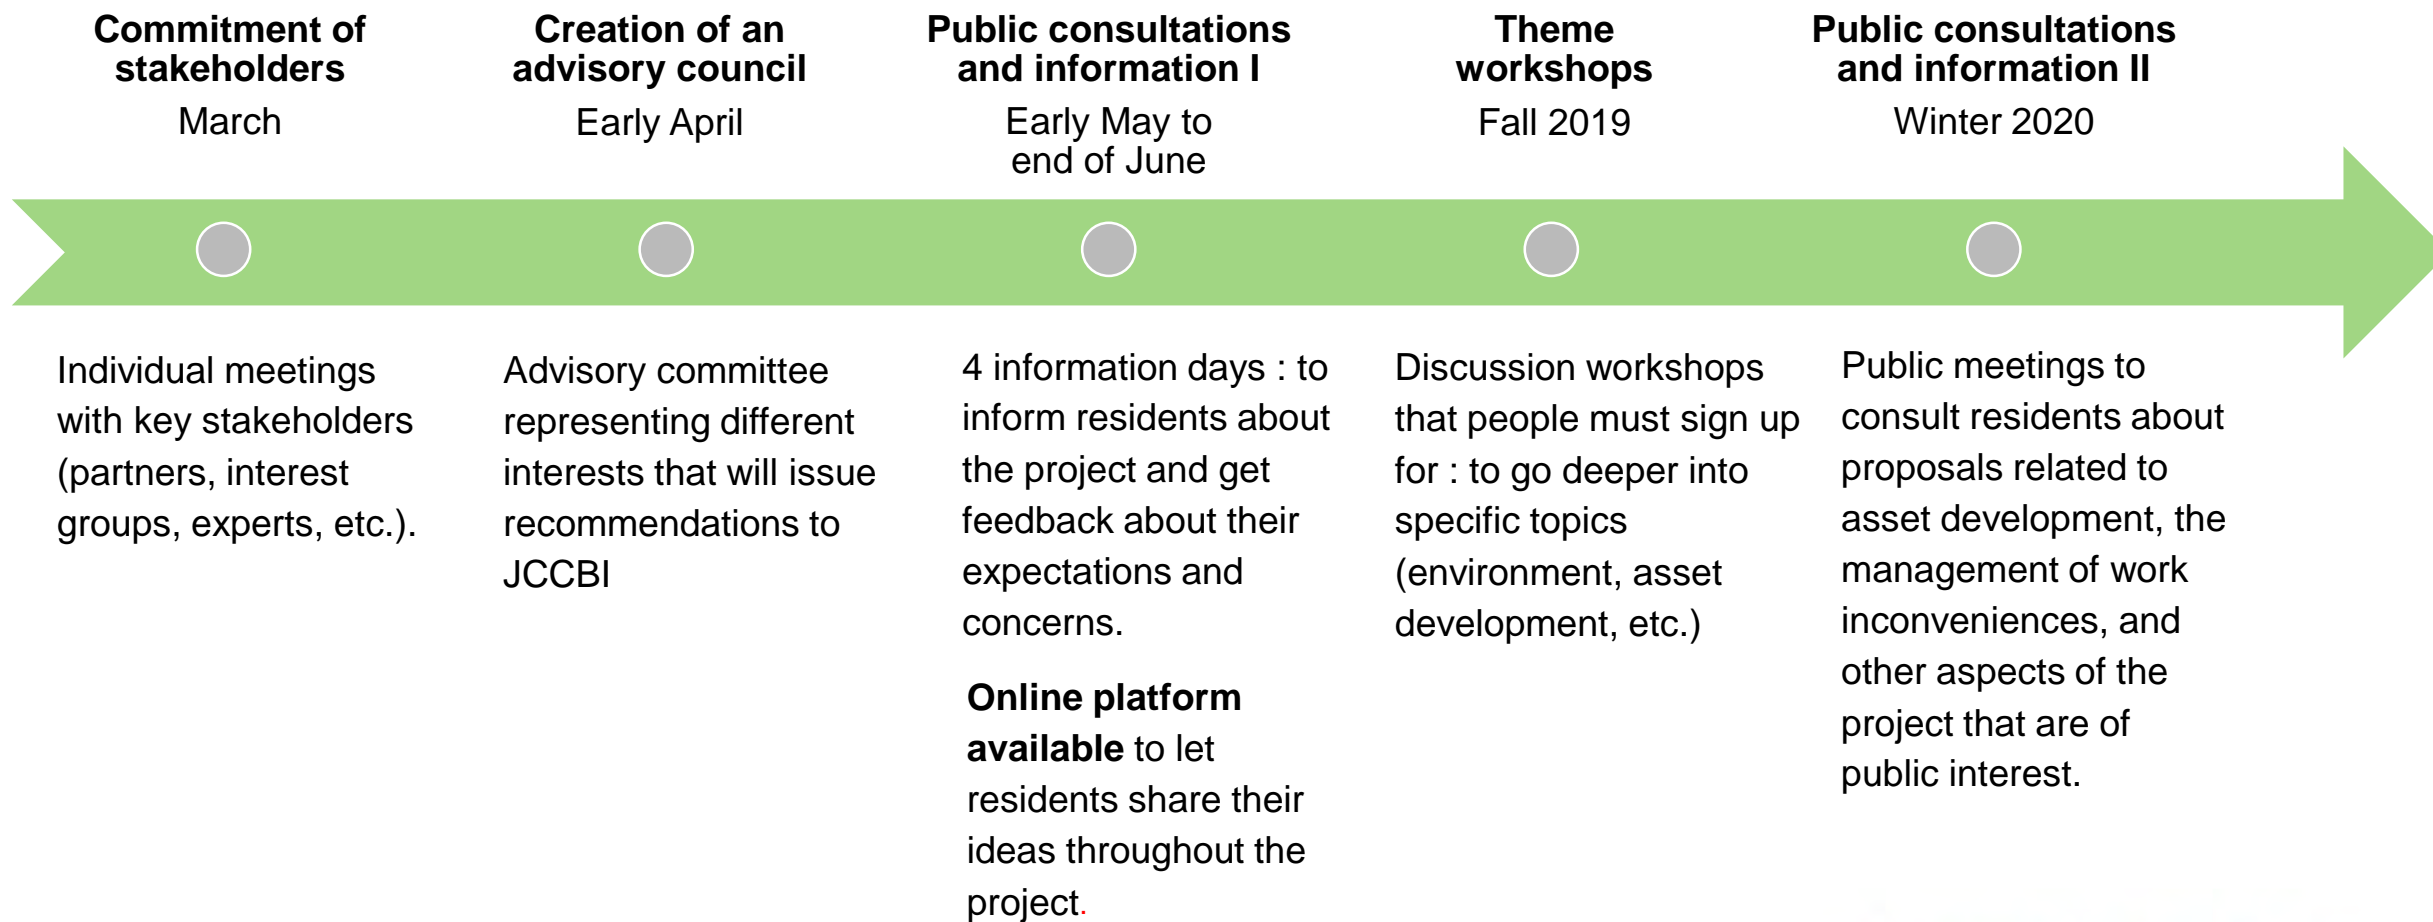 Commitment of
stakeholders
March
Creation of an
advisory council
Early April
Public consultations
and information I
Early May to
end of June
Theme
workshops
Fall 2019
Public consultations
and information II
Winter 2020
Individual meetings
with key stakeholders
(partners, interest
groups, experts, etc.).
Advisory committee
representing different
interests that will issue
recommendations to
JCCBI
4 information days : to
inform residents about
the project and get
feedback about their
expectations and
concerns.
Online platform
available to let
residents share their
ideas throughout the
project.
Discussion workshops
that people must sign up
for : to go deeper into
specific topics
(environment, asset
development, etc.)
Public meetings to
consult residents about
proposals related to
asset development, the
management of work
inconveniences, and
other aspects of the
project that are of
public interest.